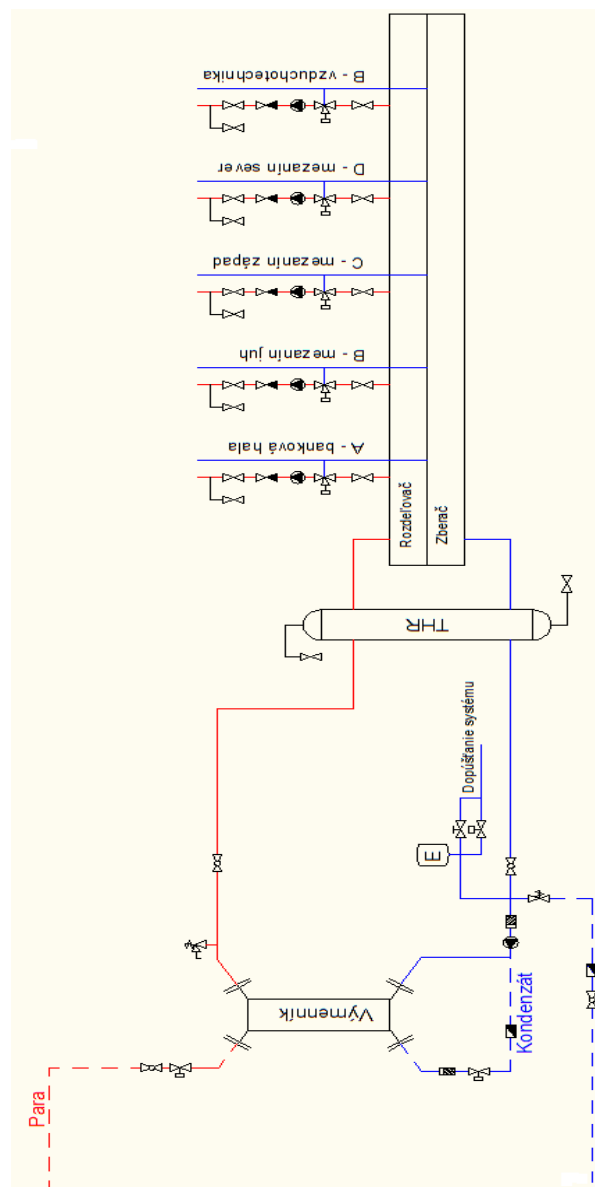 B - vzduchotechnika
D - mezanín sever
C - mezanín západ
B - mezanín juh
A - banková hala
Rozdeľovač
Zberač
THR
Dopúšťanie systému
E
Výmenník
Kondenzát
Para